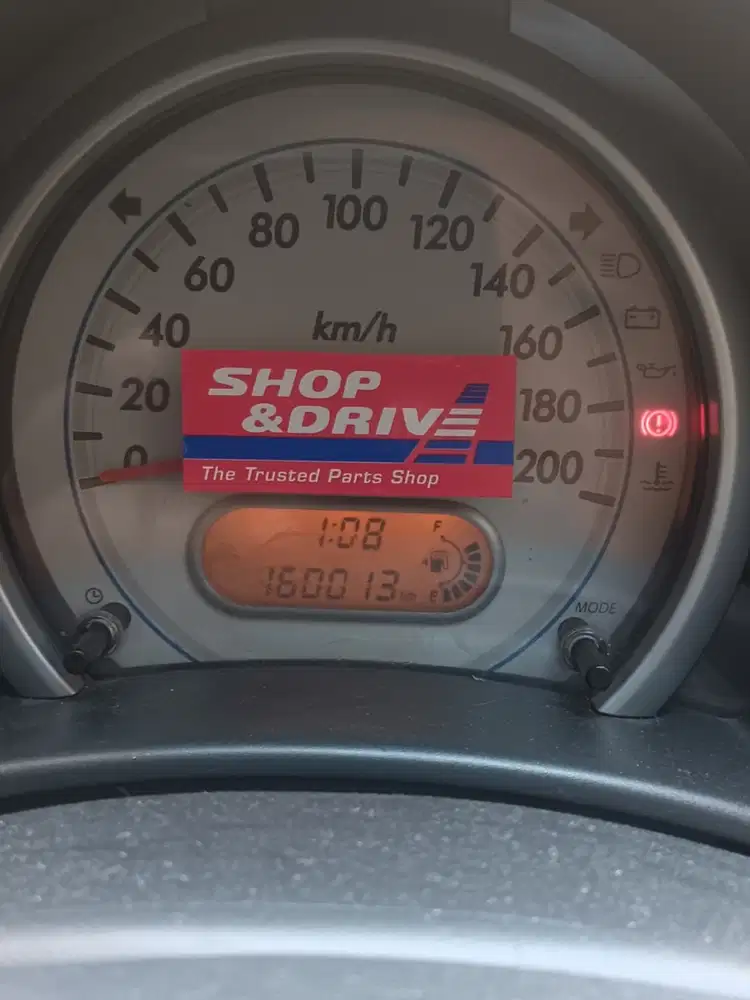 100
80
120
60
140
km/h
40
160
SHOP
&DRIVE
20
180
0
The Trusted Parts Shop
200
1:08
F
160013 km
E
MODE